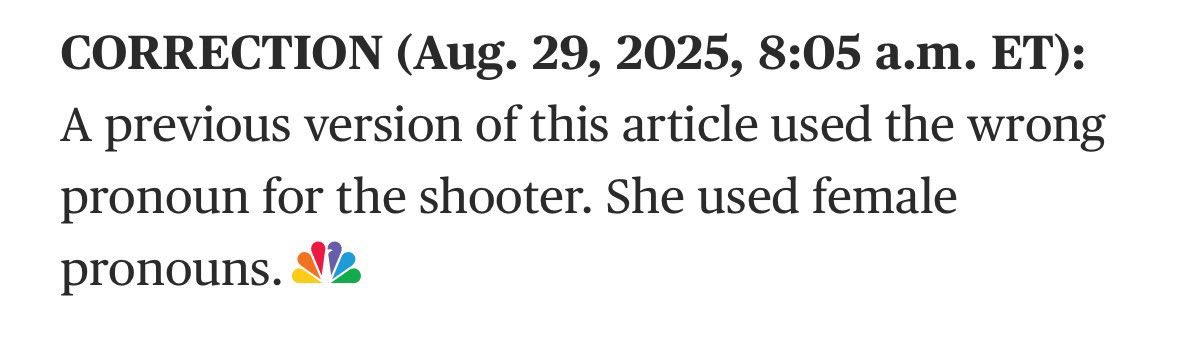 CORRECTION (Aug. 29, 2025, 8:05 a.m. ET):
A previous version of this article used the wrong
pronoun for the shooter. She used female
pronouns.